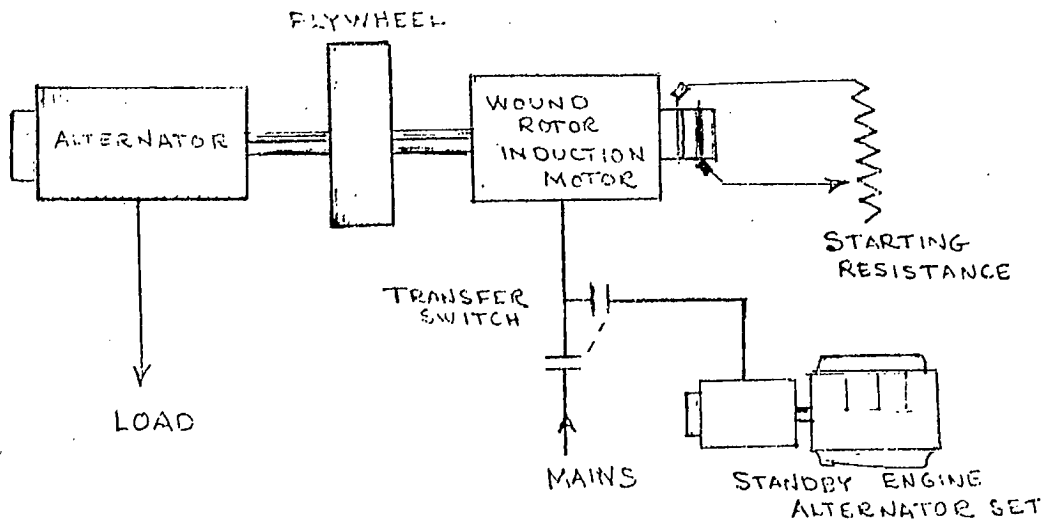 FLYWHEEL
ALTERNATOR
WOUND
ROTOR
INDUCTION
MOTOR
STARTING
RESISTANCE
TRANSFER
SWITCH
LOAD
MAINS
STANDBY ENGINE
ALTERNATOR SET